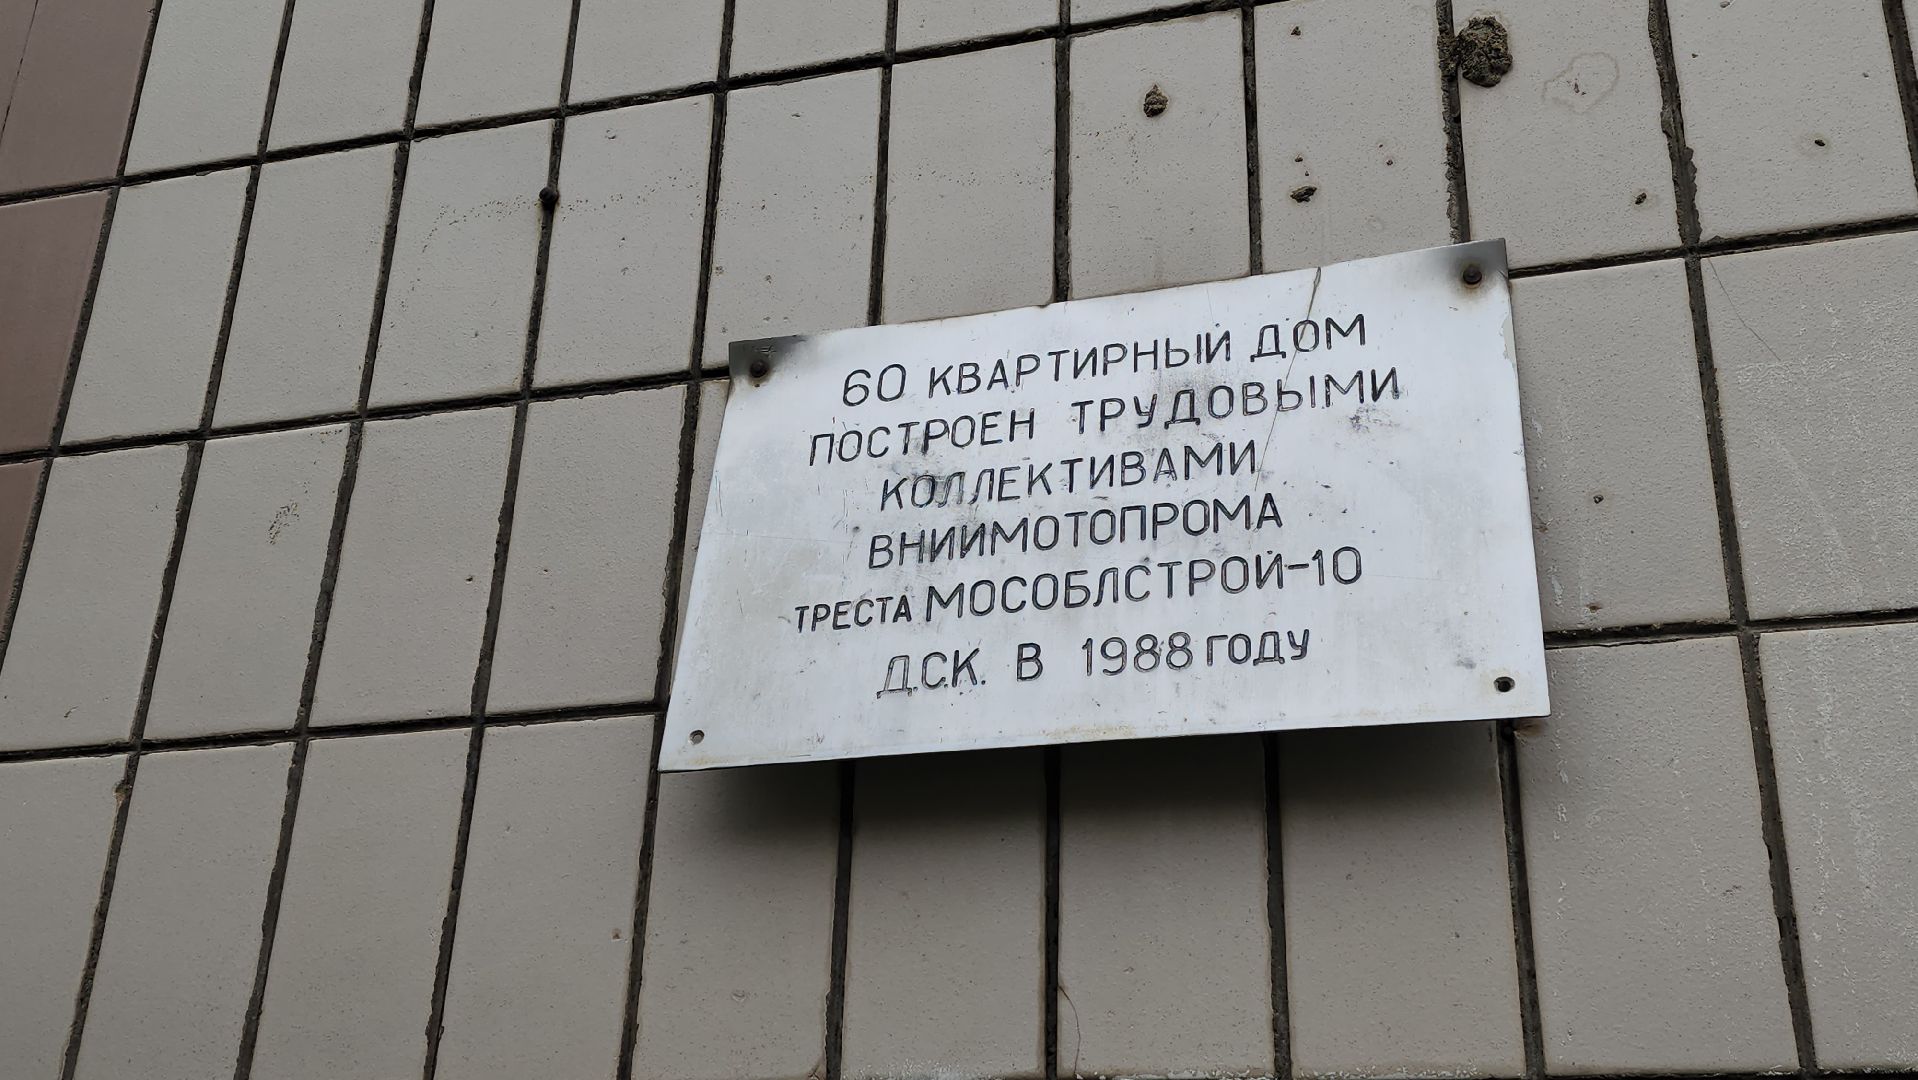 60 КВАРТИРНЫЙ ДОМ
ПОСТРОЕН ТРУДОВЫМИ
КОЛЛЕКТИВАМИ
ВНИИМОТОПРОМА
ТРЕСТА МОСОБЛСТРОЙ-10
Д.С.К. В 1988 ГОДУ